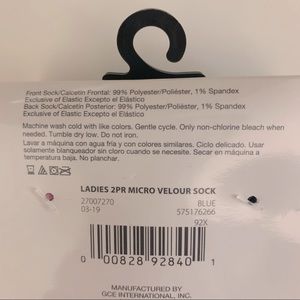 Front Sock/Calcetin Frontal: 99% Polyester/Poliéster, 1% Spandex
Exclusive of Elastic Excepto el Elástico
Back Sock/Calcetin Posterior: 99% Polyester/Poliéster, 1% Spandex
Exclusive of Elastic Excepto el Elástico
Machine wash cold with like colors. Gentle cycle. Only non-chlorine bleach when
needed. Tumble dry low. Do not iron.
Lavar a máquina con agua fria y con colores similares. Ciclo delicado. Usar
solamente blanqueador sin cloro cuando se necesite. Secar en máquina a
temperatura baja. No planchar.
LADIES 2PR MICRO VELOUR SOCK
27007270 BLUE
03-19 575176266
92X
0 00828 92840 1
MANUFACTURED BY
GCE INTERNATIONAL, INC.